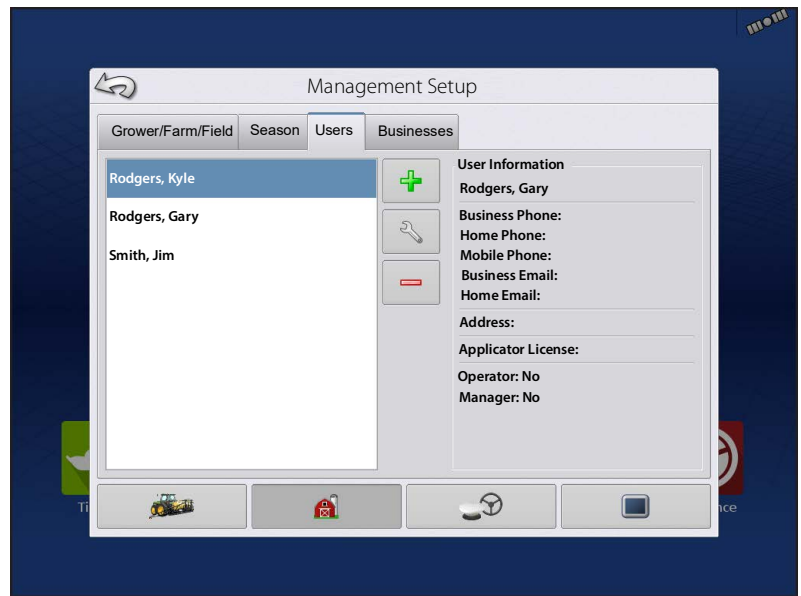 Management Setup
Grower/Farm/Field Season Users Businesses
Rodgers, Kyle
Rodgers, Gary
Smith, Jim
User Information
Rodgers, Gary
Business Phone:
Home Phone:
Mobile Phone:
Business Email:
Home Email:
Address:
Applicator License:
Operator: No
Manager: No
Ti
nce